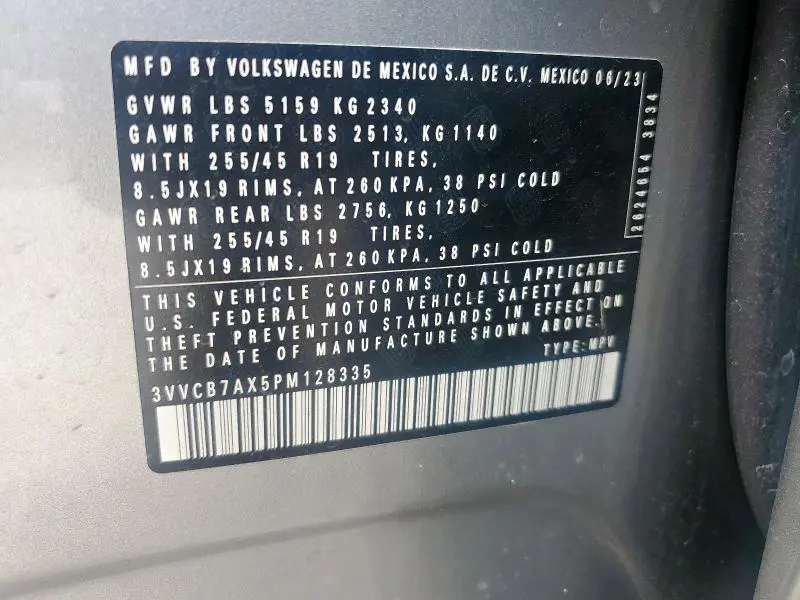 MFD BY VOLKSWAGEN DE MEXICO S.A. DE C.V. MEXICO 06/23
GVWR LBS 5159 KG 2340
GAWR FRONT LBS 2513, KG 1140
WITH 255/45 R19 TIRES,
8.5JX19 RIMS, AT 260 KPA, 38 PSI COLD
GAWR REAR LBS 2756, KG 1250
WITH 255/45 R19 TIRES,
8.5JX19 RIMS, AT 260 KPA, 38 PSI COLD
2624654 3834
THIS VEHICLE CONFORMS TO ALL APPLICABLE
U.S. FEDERAL MOTOR VEHICLE SAFETY AND
THEFT PREVENTION STANDARDS IN EFFECT ON
THE DATE OF MANUFACTURE SHOWN ABOVE.
TYPE: MPV
3VVCB7AX5PM128335